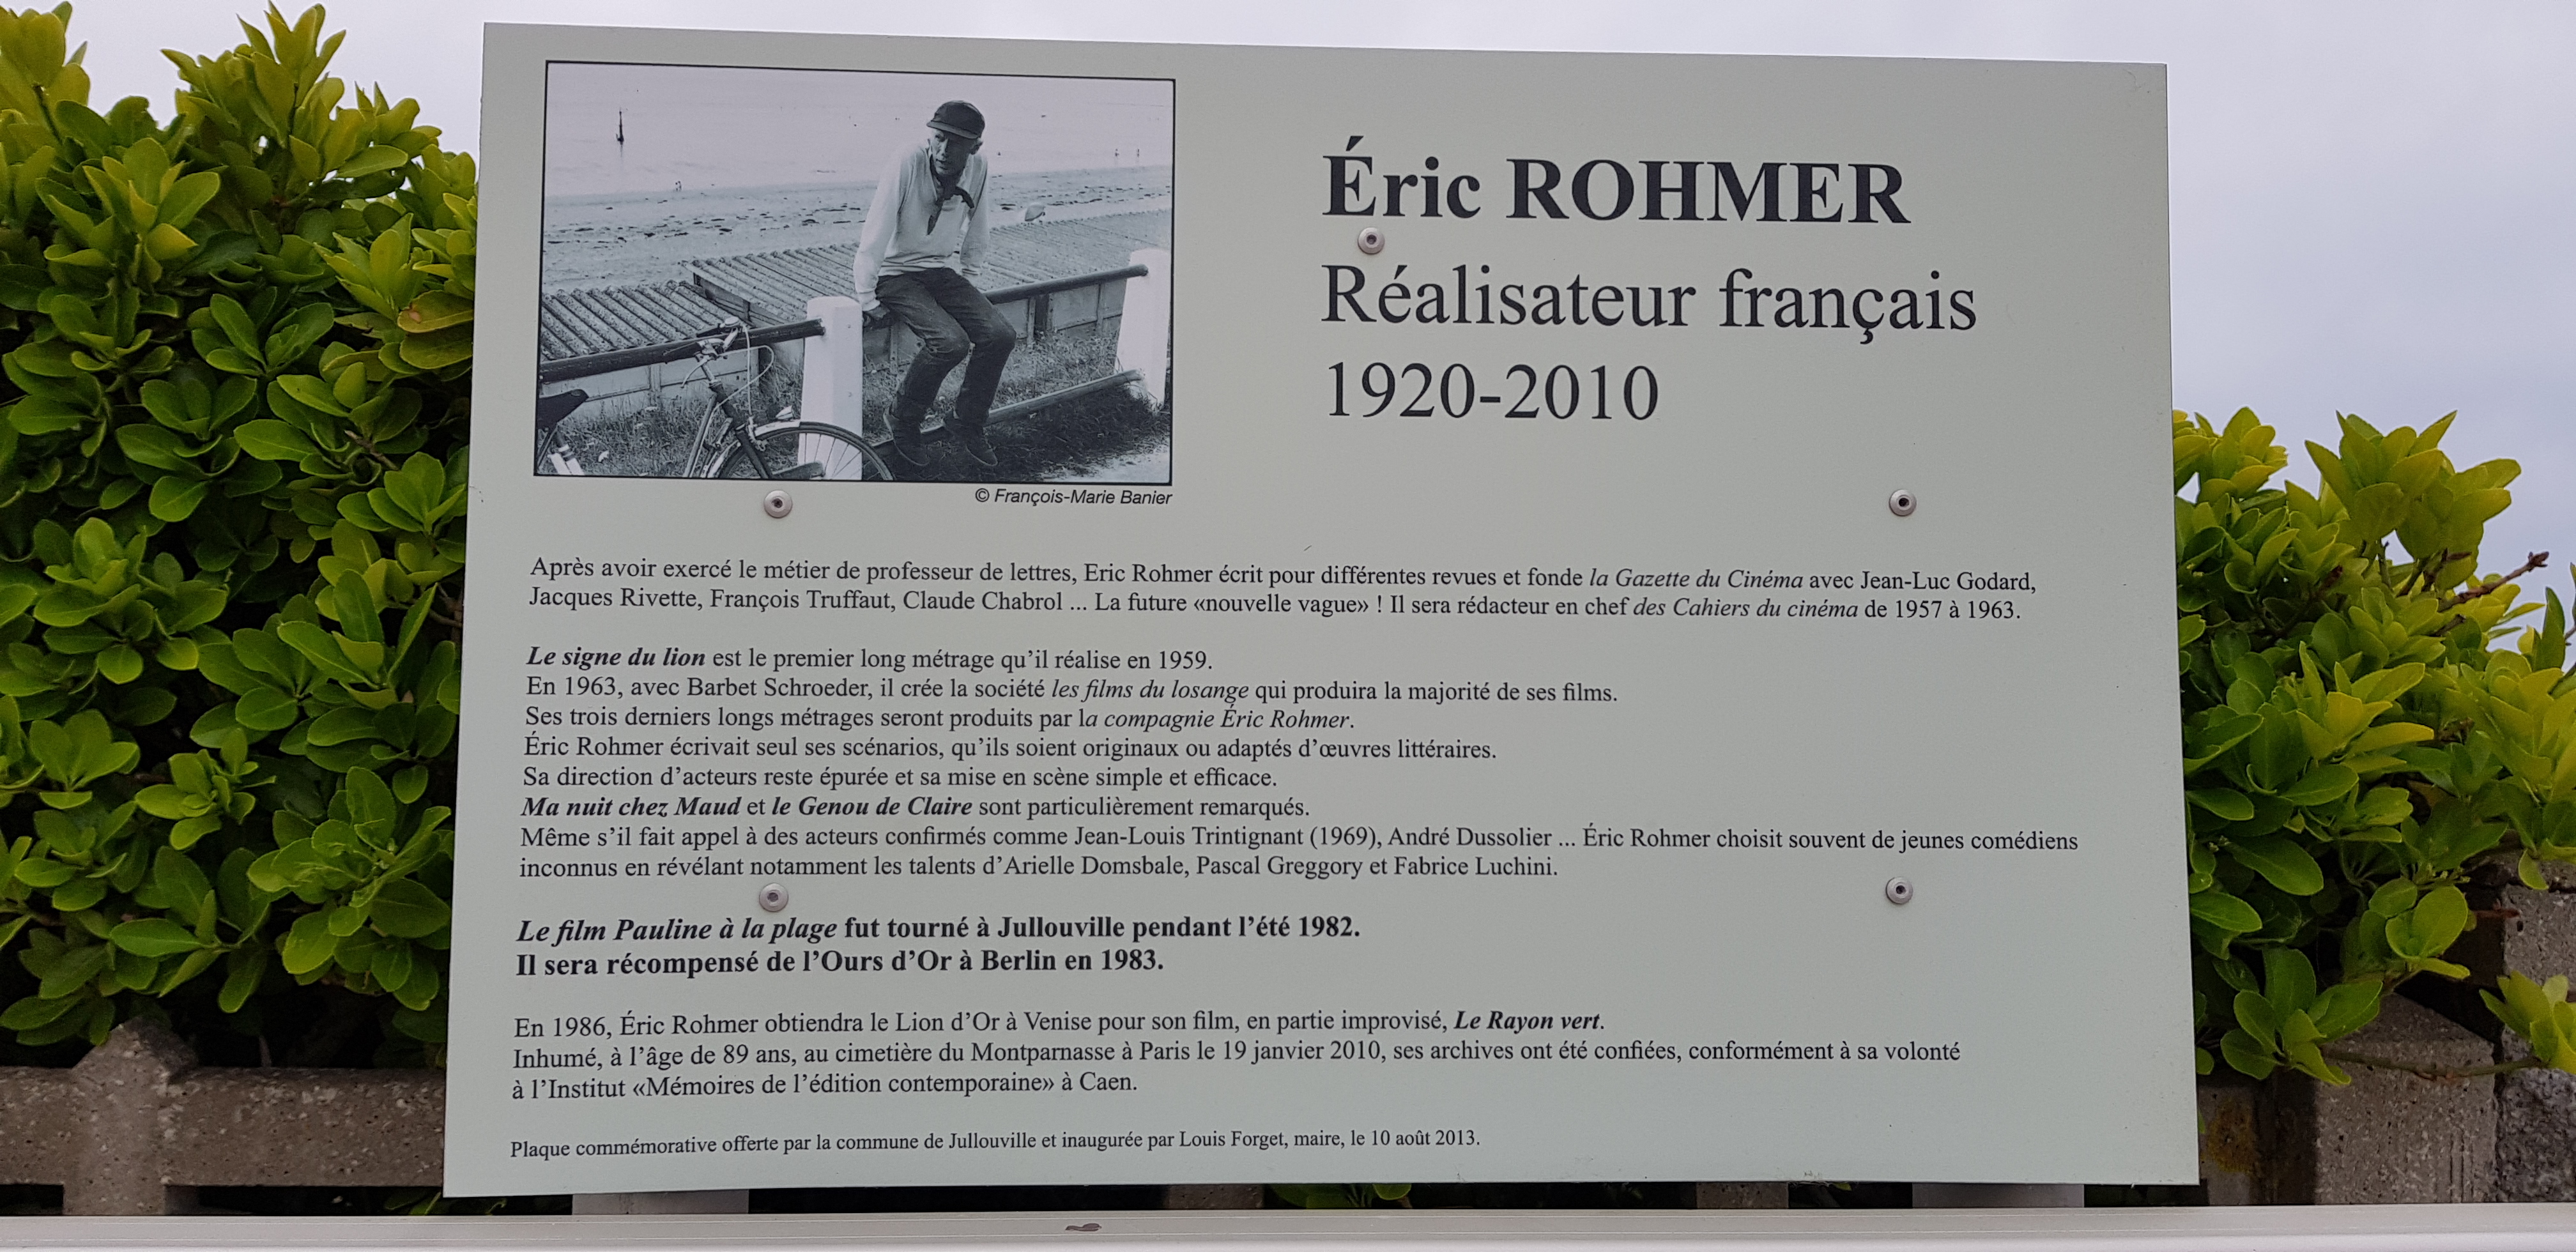 Éric ROHMER
Réalisateur français
1920-2010
© François-Marie Banier
Après avoir exercé le métier de professeur de lettres, Eric Rohmer écrit pour différentes revues et fonde la Gazette du Cinéma avec Jean-Luc Godard,
Jacques Rivette, François Truffaut, Claude Chabrol ... La future «nouvelle vague» ! Il sera rédacteur en chef des Cahiers du cinéma de 1957 à 1963.
Le signe du lion est le premier long métrage qu’il réalise en 1959.
En 1963, avec Barbet Schroeder, il crée la société les films du losange qui produira la majorité de ses films.
Ses trois derniers longs métrages seront produits par la compagnie Éric Rohmer.
Éric Rohmer écrivait seul ses scénarios, qu’ils soient originaux ou adaptés d’œuvres littéraires.
Sa direction d’acteurs reste épurée et sa mise en scène simple et efficace.
Ma nuit chez Maud et le Genou de Claire sont particulièrement remarqués.
Même s’il fait appel à des acteurs confirmés comme Jean-Louis Trintignant (1969), André Dussolier ... Éric Rohmer choisit souvent de jeunes comédiens
inconnus en révélant notamment les talents d’Arielle Domsbale, Pascal Greggory et Fabrice Luchini.
Le film Pauline à la plage fut tourné à Jullouville pendant l’été 1982.
Il sera récompensé de l’Ours d’Or à Berlin en 1983.
En 1986, Éric Rohmer obtiendra le Lion d’Or à Venise pour son film, en partie improvisé, Le Rayon vert.
Inhumé, à l’âge de 89 ans, au cimetière du Montparnasse à Paris le 19 janvier 2010, ses archives ont été confiées, conformément à sa volonté
à l’Institut «Mémoires de l’édition contemporaine» à Caen.
Plaque commémorative offerte par la commune de Jullouville et inaugurée par Louis Forget, maire, le 10 août 2013.